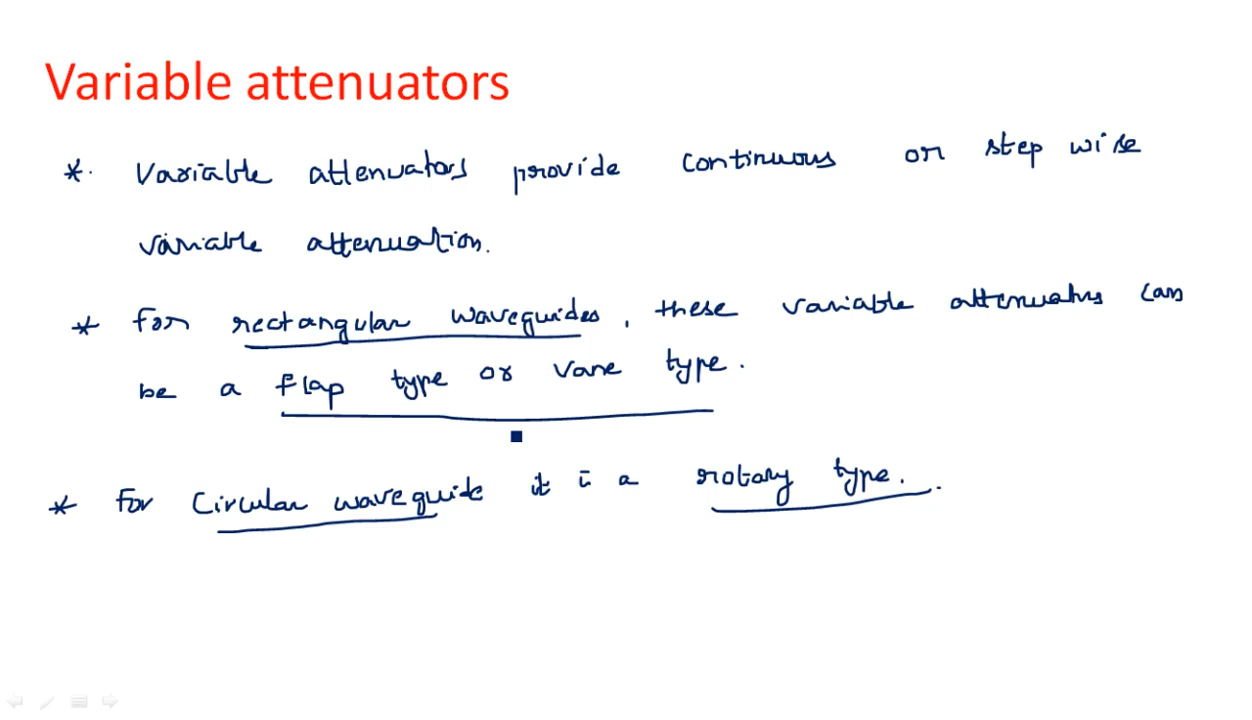 Variable attenuators
*. Variable attenuators provide continuous or step wise
variable attenuation.
* for rectangular waveguides, these variable attenuators can
be a flap type or vane type.
* for Circular waveguide it is a rotary type.